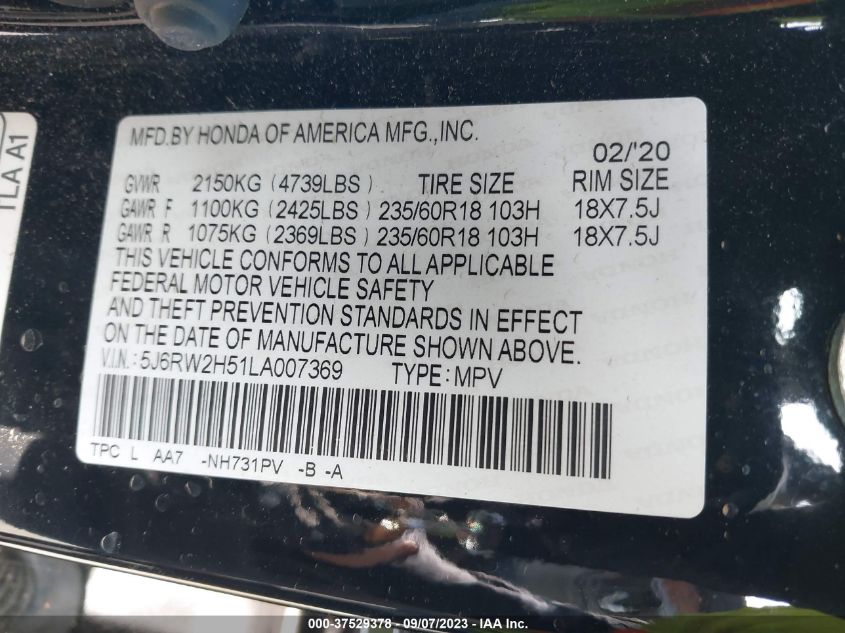 TLA A1
MFD.BY HONDA OF AMERICA MFG.,INC.
02/'20
GVWR 2150KG (4739LBS) TIRE SIZE RIM SIZE
GAWR F 1100KG (2425LBS) 235/60R18 103H 18X7.5J
GAWR R 1075KG (2369LBS) 235/60R18 103H 18X7.5J
THIS VEHICLE CONFORMS TO ALL APPLICABLE
FEDERAL MOTOR VEHICLE SAFETY
AND THEFT PREVENTION STANDARDS IN EFFECT
ON THE DATE OF MANUFACTURE SHOWN ABOVE.
V.I.N.: 5J6RW2H51LA007369 TYPE: MPV
TPC L AA7 -NH731PV -B -A
000-37529378 - 09/07/2023 - IAA Inc.